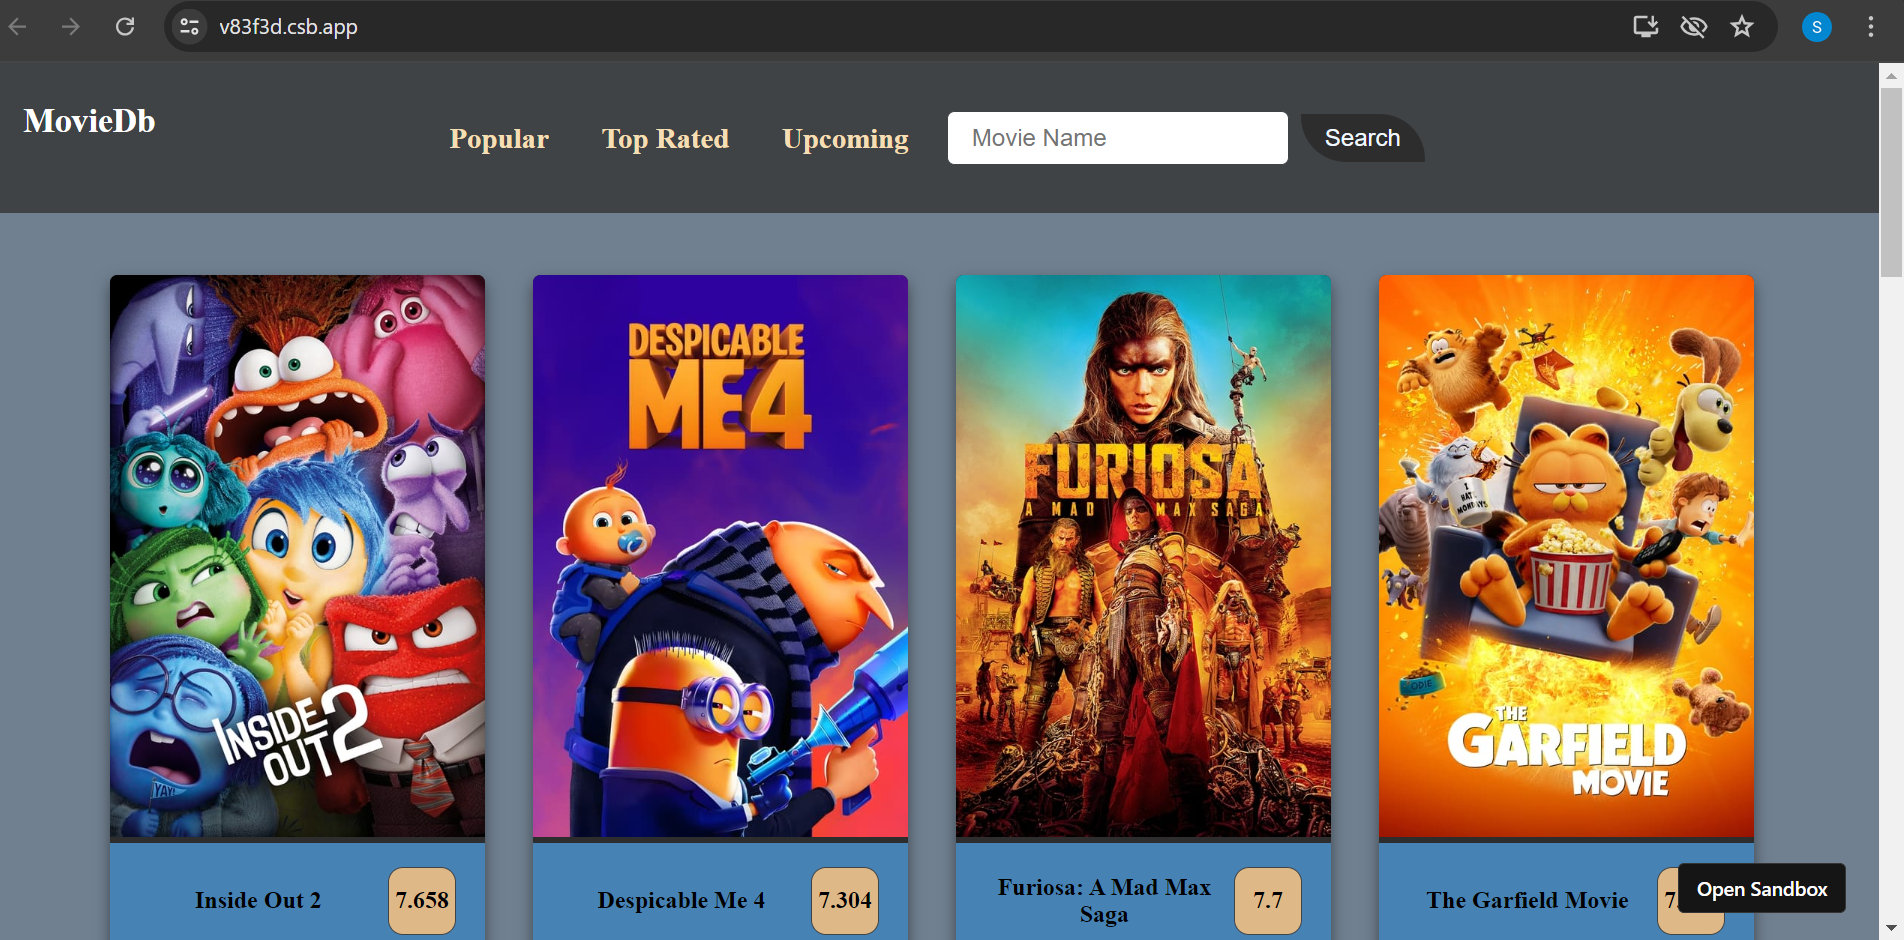 v83f3d.csb.app
S
MovieDb
Popular
Top Rated
Upcoming
Movie Name
Search
INSIDE
OUT 2
YAY!
DESPICABLE
ME 4
FURIOSA
A MAD MAX SAGA
I
HATE
MONDAYS
ODIE
THE
GARFIELD
MOVIE
Inside Out 2
7.658
Despicable Me 4
7.304
Furiosa: A Mad Max
Saga
7.7
The Garfield Movie
7.
Open Sandbox